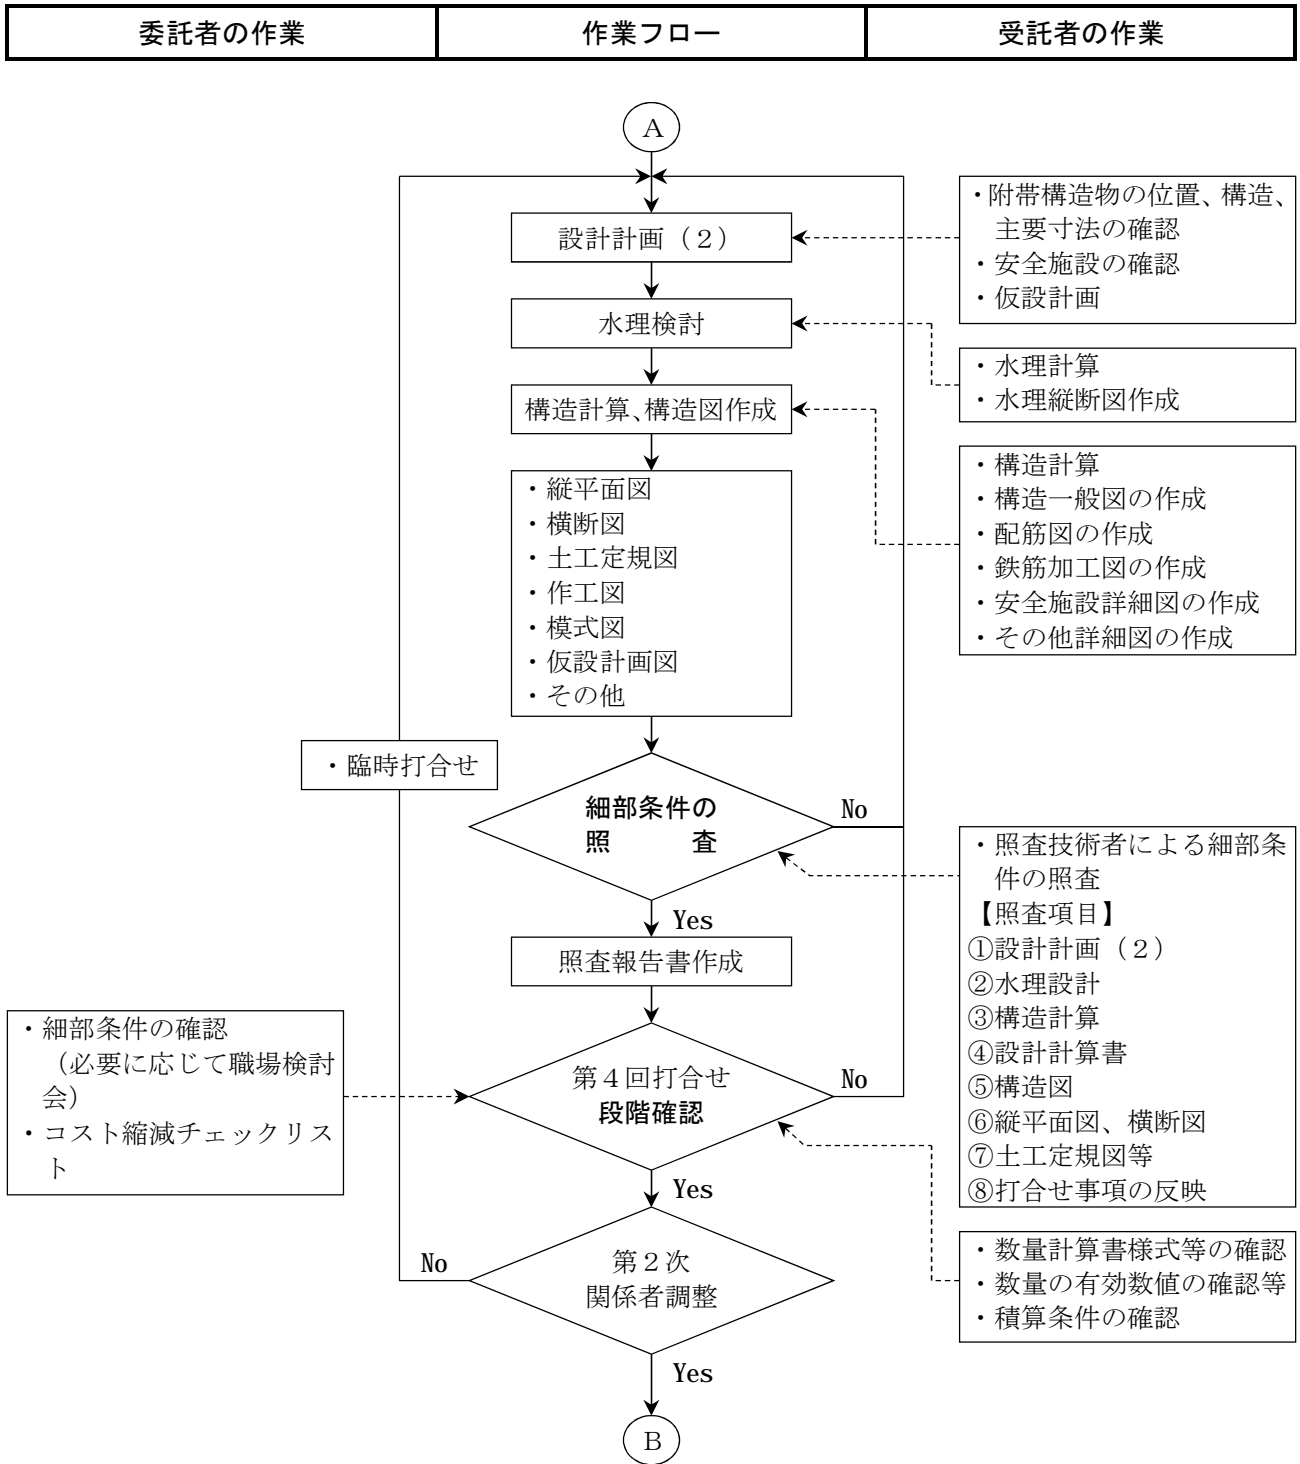 委託者の作業
作業フロー
受託者の作業
A
・附帯構造物の位置、構造、
主要寸法の確認
・安全施設の確認
・仮設計画
設計計画（２）
水理検討
・水理計算
・水理縦断図作成
構造計算、構造図作成
・構造計算
・構造一般図の作成
・配筋図の作成
・鉄筋加工図の作成
・安全施設詳細図の作成
・その他詳細図の作成
・縦平面図
・横断図
・土工定規図
・作工図
・模式図
・仮設計画図
・その他
・臨時打合せ
細部条件の
照　　　査
No
Yes
・照査技術者による細部条
件の照査
【照査項目】
①設計計画（２）
②水理設計
③構造計算
④設計計算書
⑤構造図
⑥縦平面図、横断図
⑦土工定規図等
⑧打合せ事項の反映
照査報告書作成
・細部条件の確認
（必要に応じて職場検討
会）
・コスト縮減チェックリス
ト
第４回打合せ
段階確認
No
Yes
・数量計算書様式等の確認
・数量の有効数値の確認等
・積算条件の確認
No
第２次
関係者調整
Yes
B